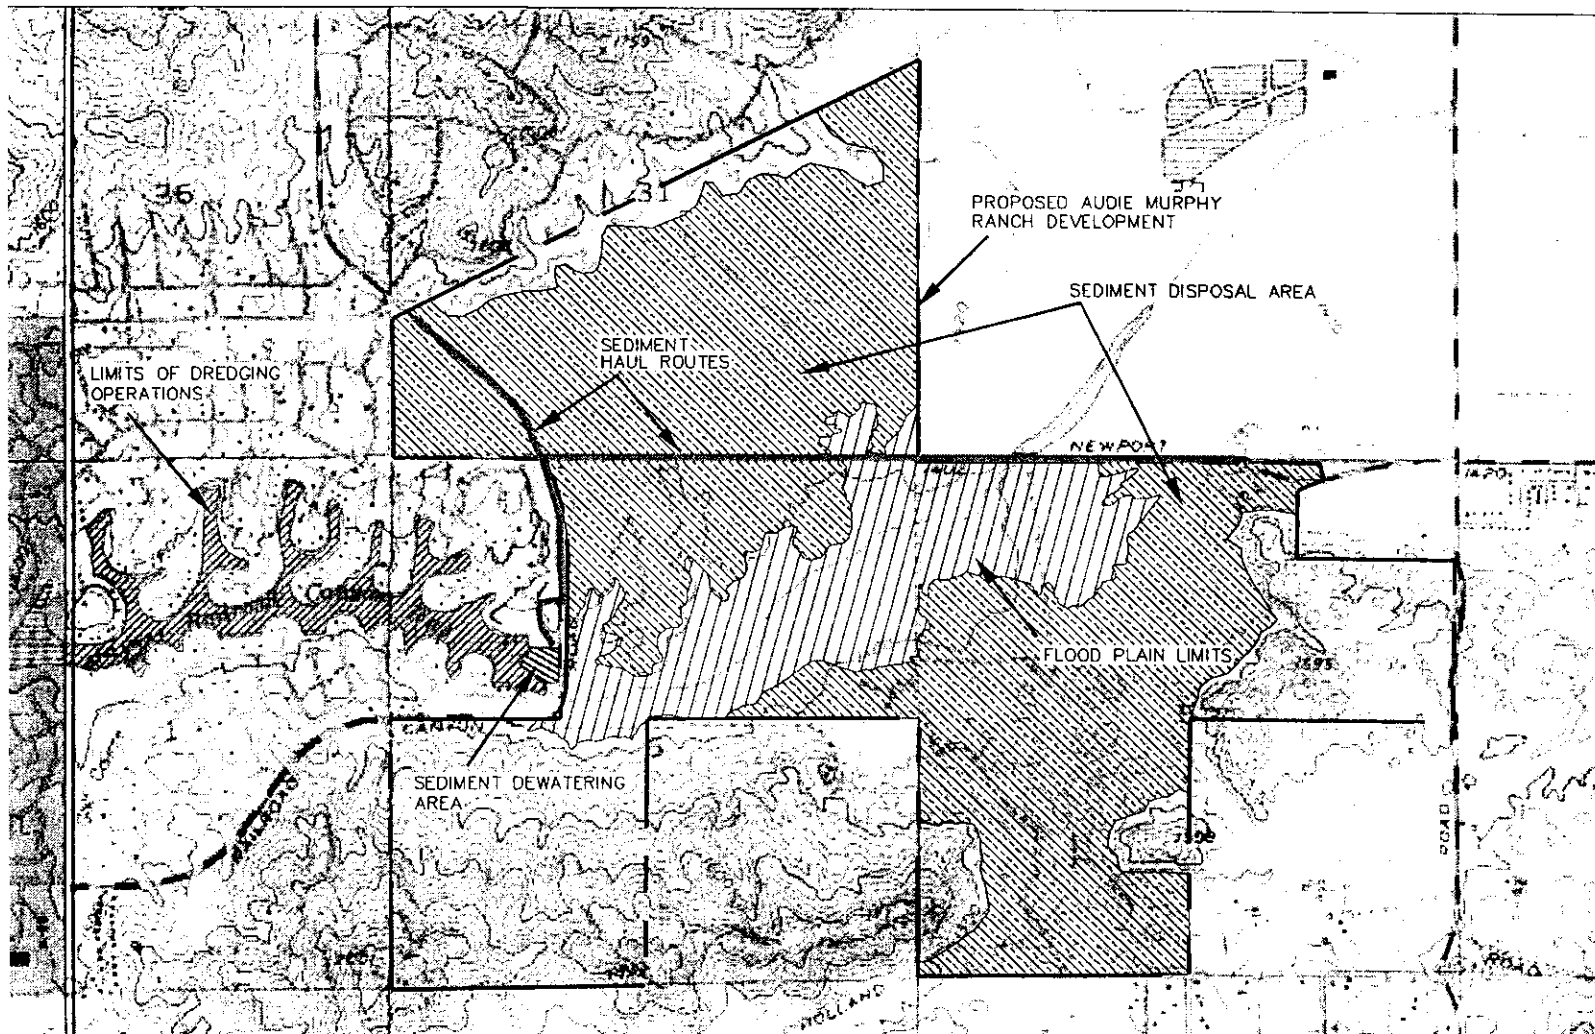 36
31
PROPOSED AUDIE MURPHY
RANCH DEVELOPMENT
SEDIMENT DISPOSAL AREA
SEDIMENT
HAUL ROUTES
LIMITS OF DREDGING
OPERATIONS
NEWPORT
FLOOD PLAIN LIMITS
1595
CANYON
SEDIMENT DEWATERING
AREA
RAILROAD
ROAD
ROAD
HOLLAND